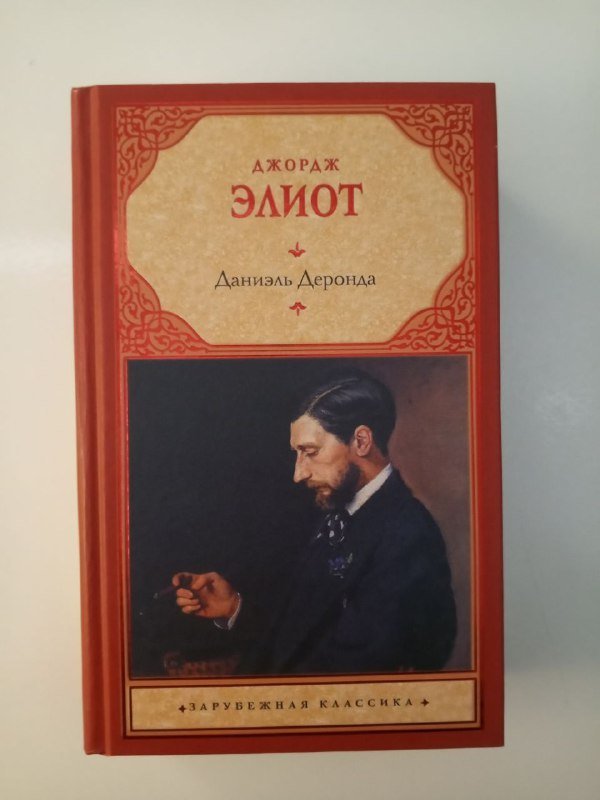 ДЖОРДЖ
ЭЛИОТ
Даниэль Деронда
ЗАРУБЕЖНАЯ КЛАССИКА